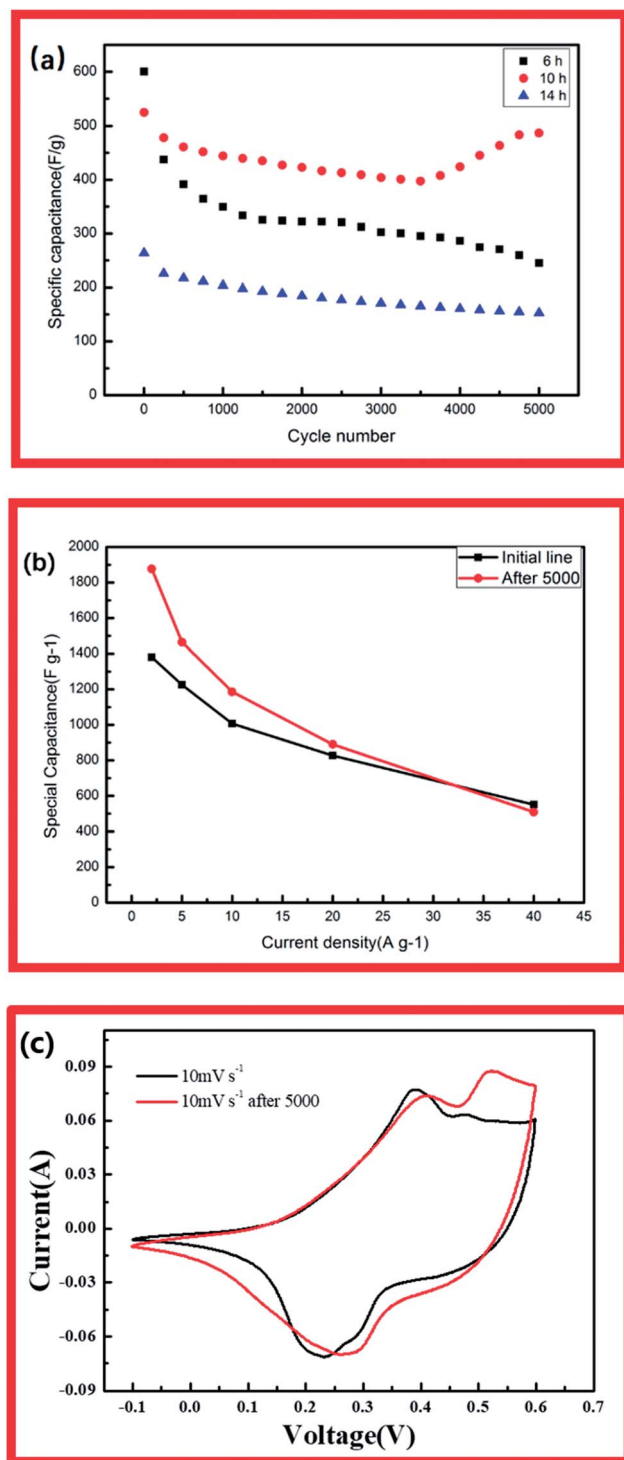 (a)
6 h
10 h
14 h
600
500
400
300
200
100
0
Specific capacitance(F/g)
0 1000 2000 3000 4000 5000
Cycle number
(b)
Initial line
After 5000
2000
1800
1600
1400
1200
1000
800
600
400
200
0
Special Capacitance(F g-1)
0 5 10 15 20 25 30 35 40 45
Current density(A g-1)
(c)
10mV s⁻¹
10mV s⁻¹ after 5000
0.09
0.06
0.03
0.00
-0.03
-0.06
-0.09
Current(A)
-0.1 0.0 0.1 0.2 0.3 0.4 0.5 0.6 0.7
Voltage(V)